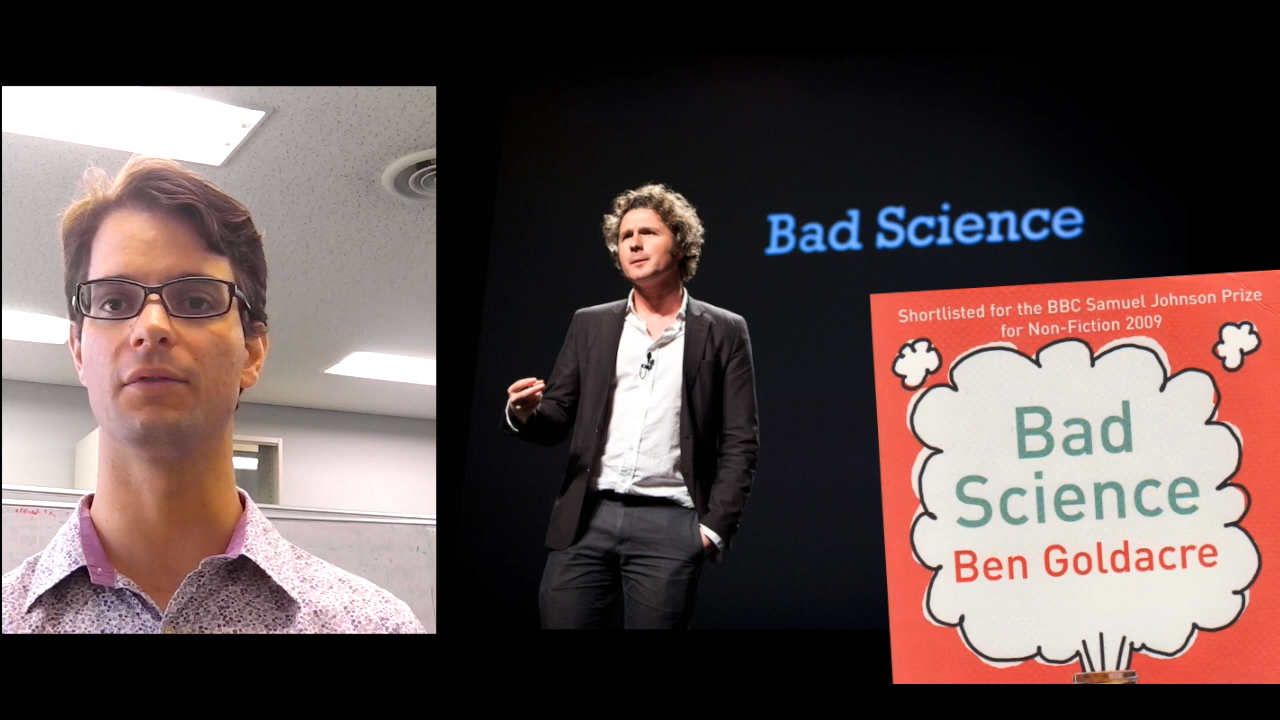 Bad Science
Shortlisted for the BBC Samuel Johnson Prize
for Non-Fiction 2009
Bad
Science
Ben Goldacre